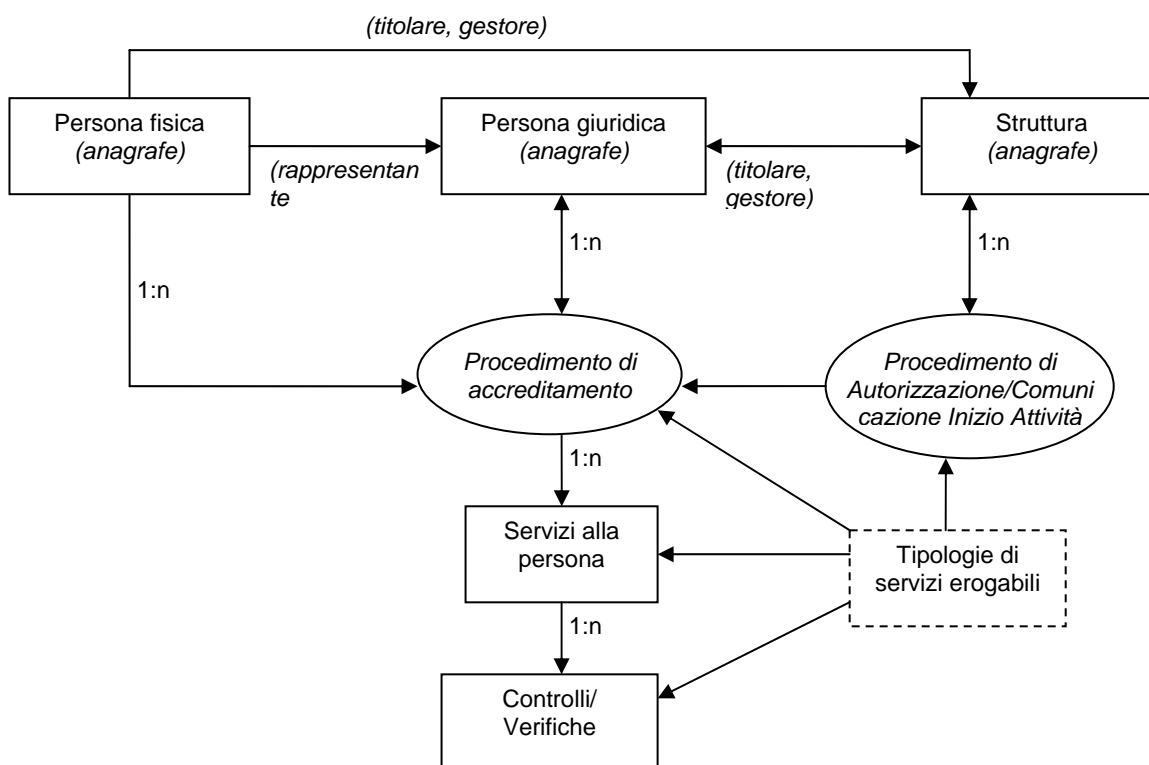 (titolare, gestore)
Persona fisica
(anagrafe)
Persona giuridica
(anagrafe)
Struttura
(anagrafe)
(rappresentan
te
(titolare,
gestore)
1:n
1:n
1:n
Procedimento di
accreditamento
Procedimento di
Autorizzazione/Comuni
cazione Inizio Attività
1:n
Servizi alla
persona
Tipologie di
servizi erogabili
1:n
Controlli/
Verifiche